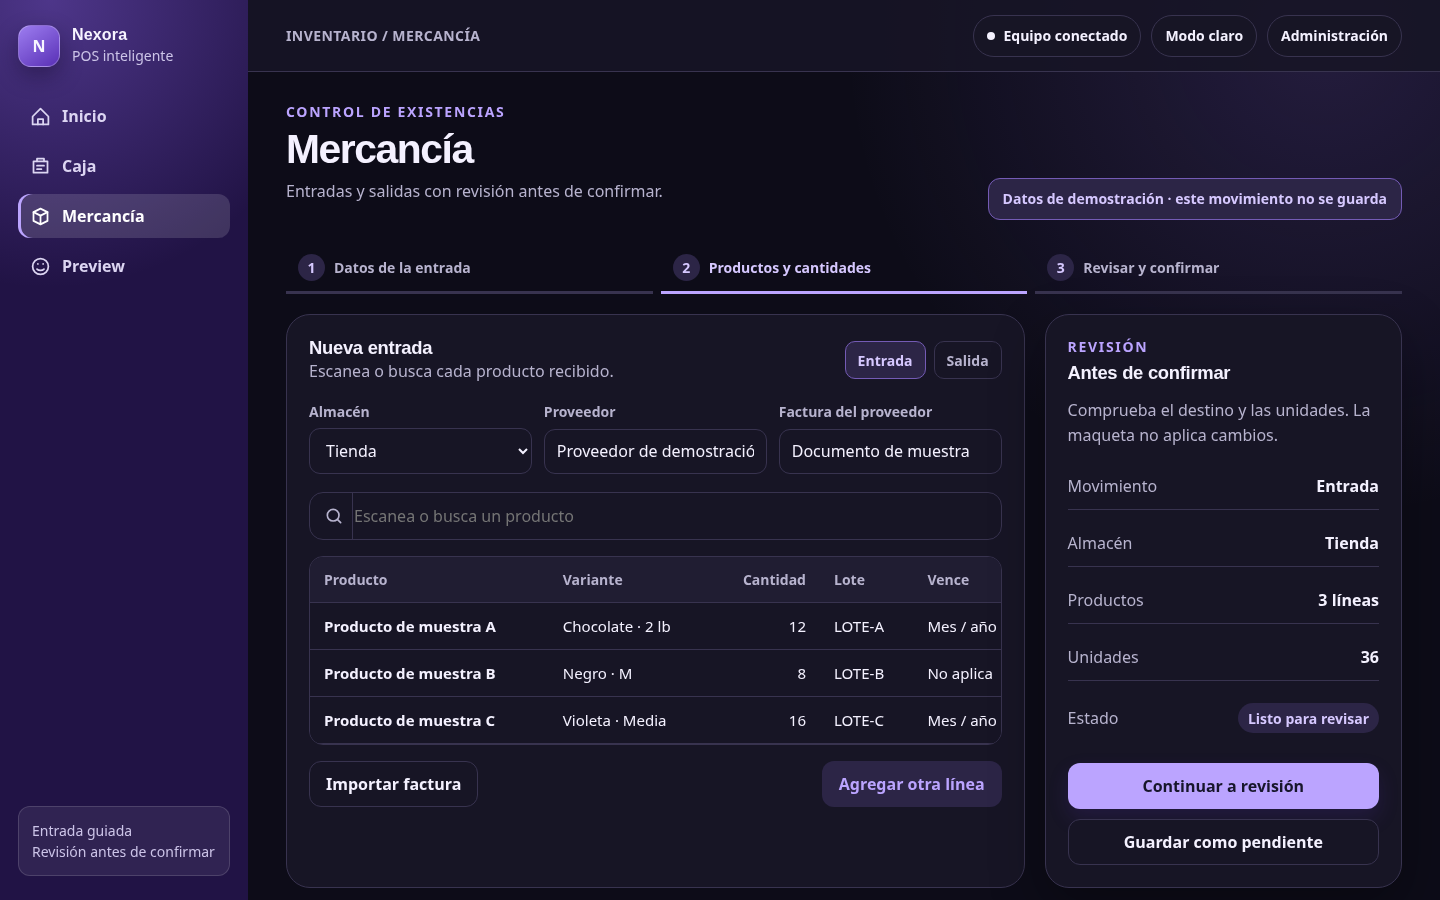 N
Nexora
POS inteligente
Inicio
Caja
Mercancía
Preview
Entrada guiada
Revisión antes de confirmar
INVENTARIO / MERCANCÍA
Equipo conectado
Modo claro
Administración
CONTROL DE EXISTENCIAS
Mercancía
Entradas y salidas con revisión antes de confirmar.
Datos de demostración · este movimiento no se guarda
1 Datos de la entrada
2 Productos y cantidades
3 Revisar y confirmar
Nueva entrada
Escanea o busca cada producto recibido.
Entrada
Salida
Almacén
Proveedor
Factura del proveedor
Tienda
Proveedor de demostració
Documento de muestra
Escanea o busca un producto
Producto Variante Cantidad Lote Vence
Producto de muestra A Chocolate · 2 lb 12 LOTE-A Mes / año
Producto de muestra B Negro · M 8 LOTE-B No aplica
Producto de muestra C Violeta · Media 16 LOTE-C Mes / año
Importar factura
Agregar otra línea
REVISIÓN
Antes de confirmar
Comprueba el destino y las unidades. La
maqueta no aplica cambios.
Movimiento Entrada
Almacén Tienda
Productos 3 líneas
Unidades 36
Estado Listo para revisar
Continuar a revisión
Guardar como pendiente